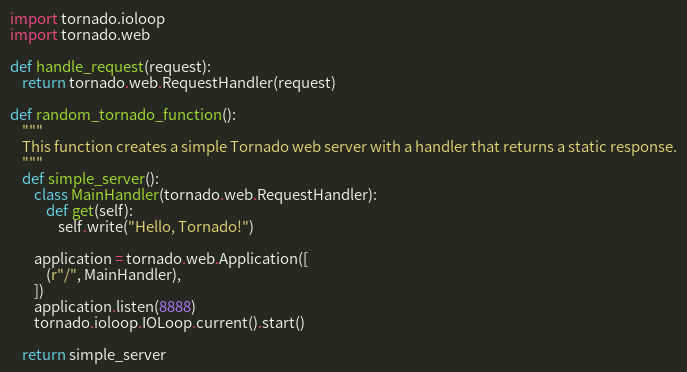 import tornado.ioloop
import tornado.web

def handle_request(request):
    return tornado.web.RequestHandler(request)

def random_tornado_function():
    """
    This function creates a simple Tornado web server with a handler that returns a static response.
    """
    def simple_server():
        class MainHandler(tornado.web.RequestHandler):
            def get(self):
                self.write("Hello, Tornado!")

        application = tornado.web.Application([
            (r"/", MainHandler),
        ])
        application.listen(8888)
        tornado.ioloop.IOLoop.current().start()

    return simple_server